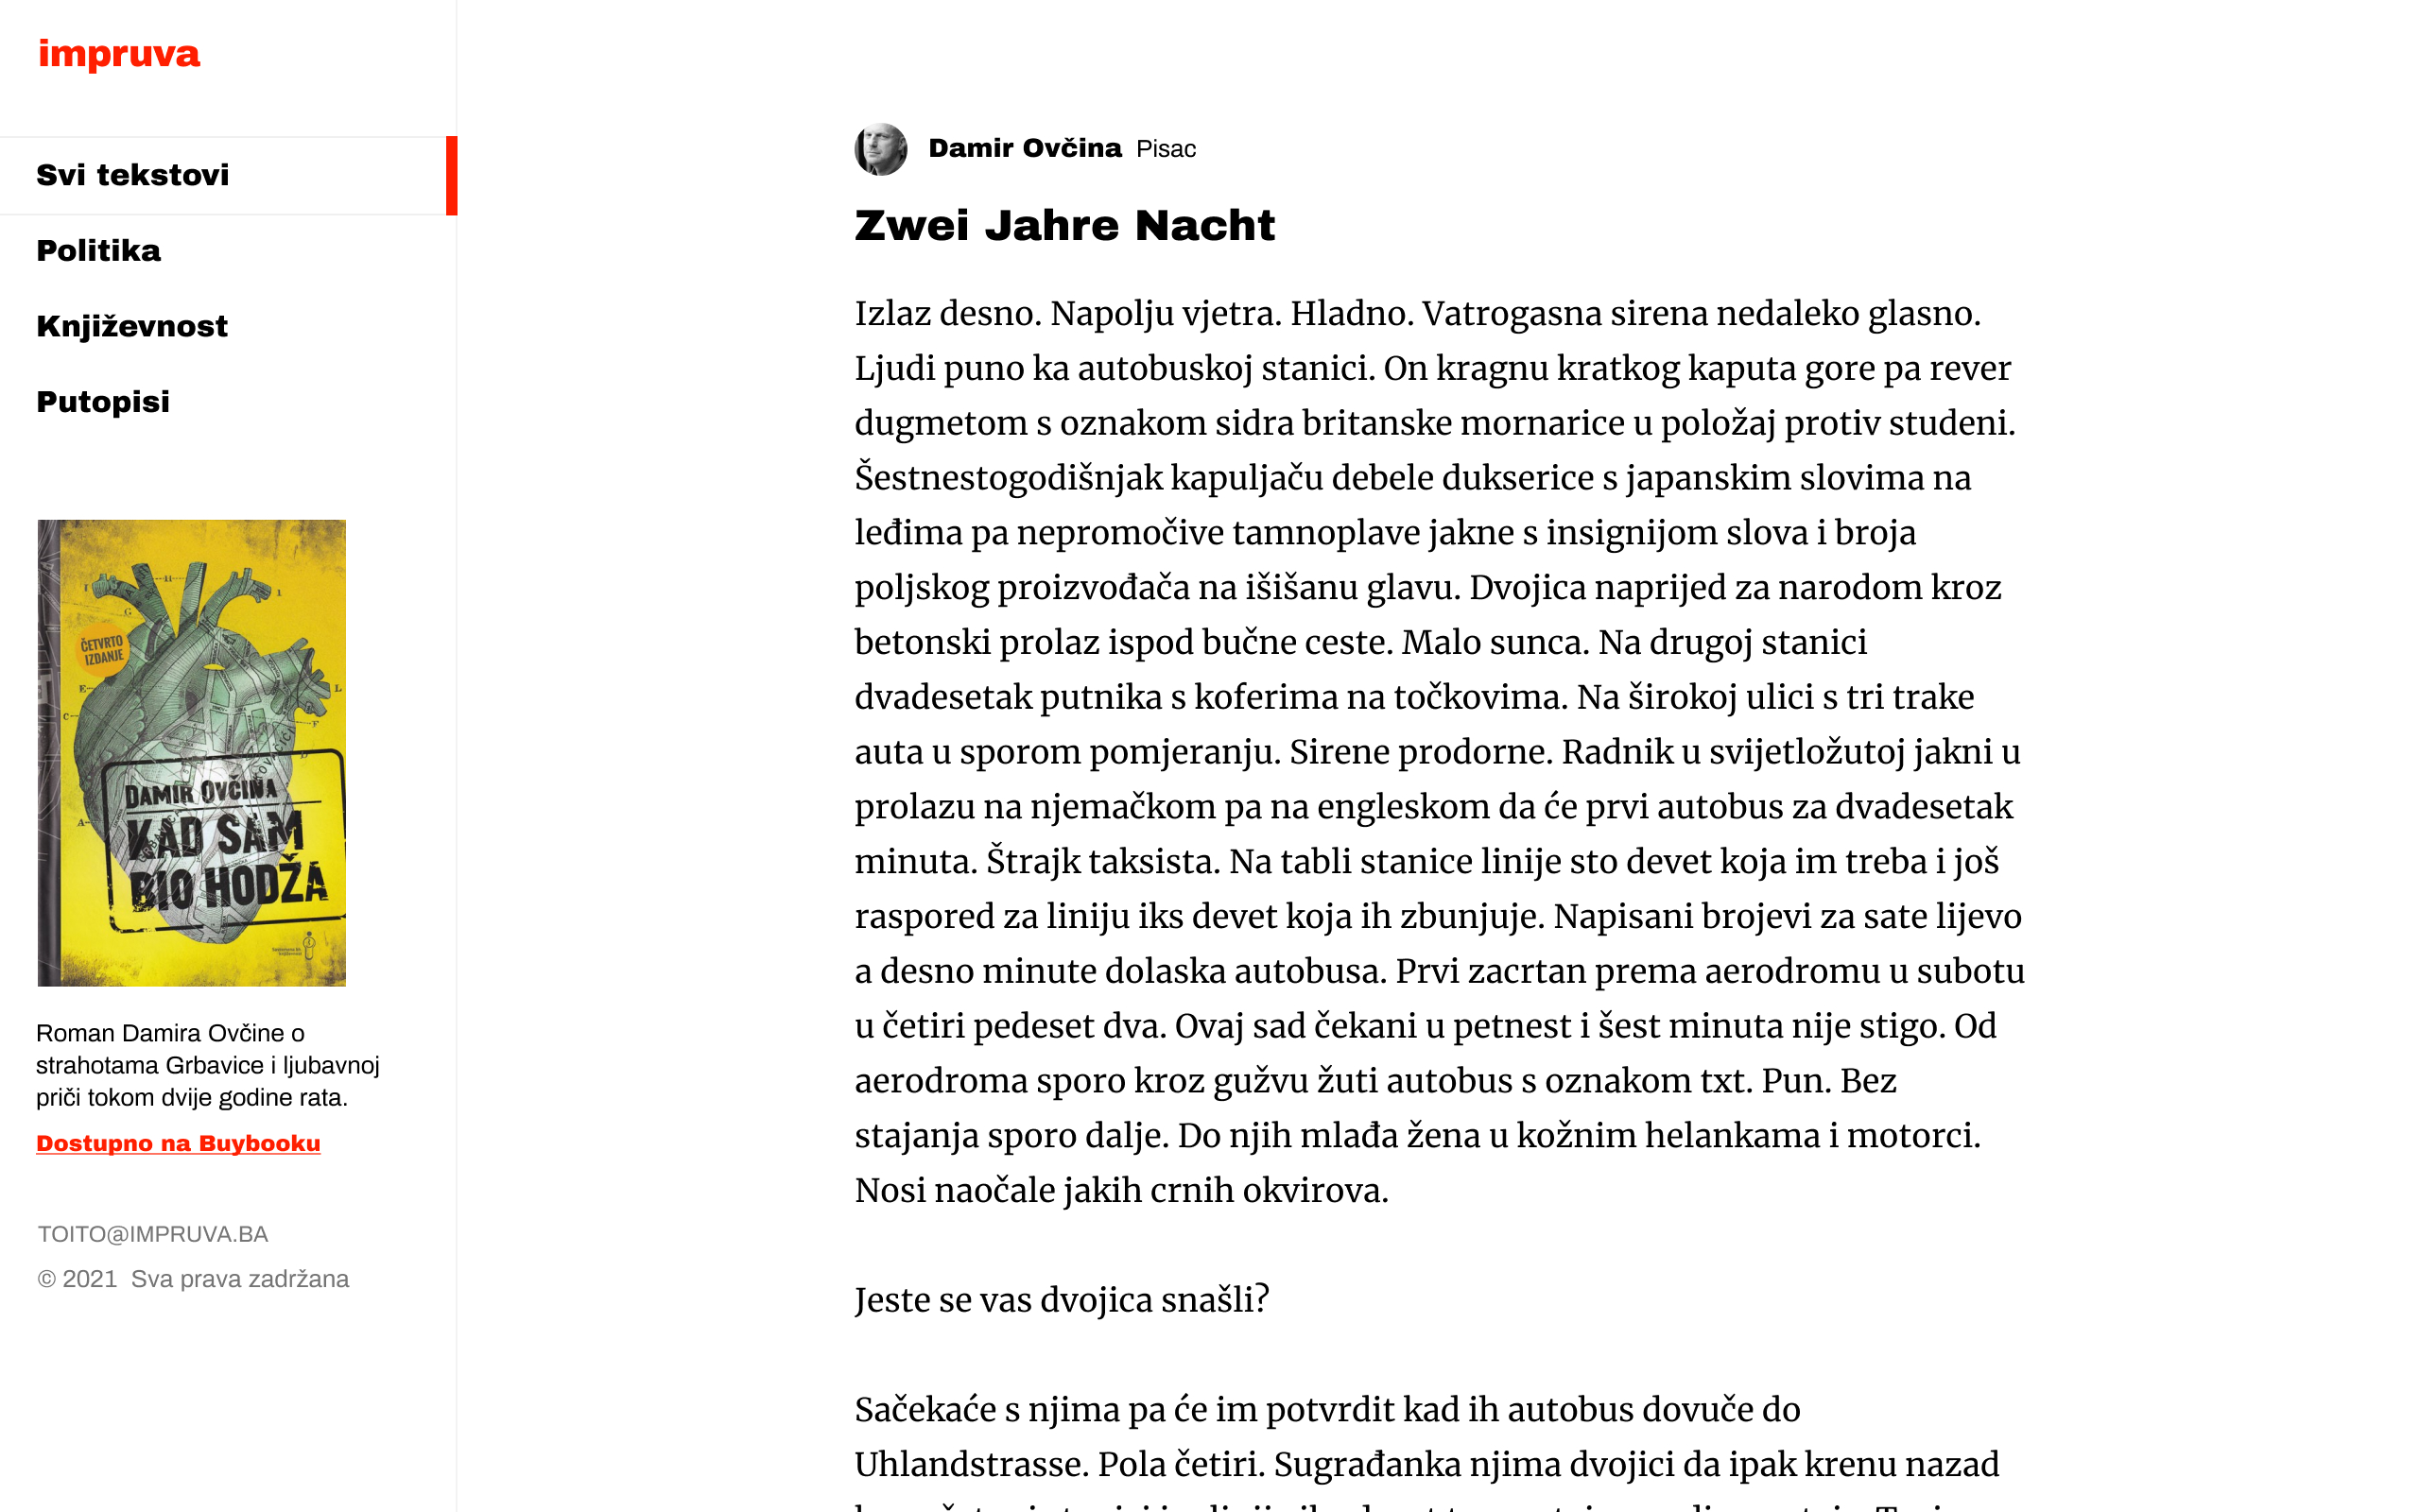 impruva
Svi tekstovi
Politika
Književnost
Putopisi
ČETVRTO
IZDANJE
DAMIR OVČINA
KAD SAM
BIO HODŽA
Roman Damira Ovčine o
strahotama Grbavice i ljubavnoj
priči tokom dvije godine rata.
Dostupno na Buybooku
TOITO@IMPRUVA.BA
© 2021 Sva prava zadržana
Damir Ovčina Pisac
Zwei Jahre Nacht
Izlaz desno. Napolju vjetra. Hladno. Vatrogasna sirena nedaleko glasno.
Ljudi puno ka autobuskoj stanici. On kragnu kratkog kaputa gore pa rever
dugmetom s oznakom sidra britanske mornarice u položaj protiv studeni.
Šestnestogodišnjak kapuljaču debele dukserice s japanskim slovima na
leđima pa nepromočive tamnoplave jakne s insignijom slova i broja
poljskog proizvođača na išišanu glavu. Dvojica naprijed za narodom kroz
betonski prolaz ispod bučne ceste. Malo sunca. Na drugoj stanici
dvadesetak putnika s koferima na točkovima. Na širokoj ulici s tri trake
auta u sporom pomjeranju. Sirene prodorne. Radnik u svijetložutoj jakni u
prolazu na njemačkom pa na engleskom da će prvi autobus za dvadesetak
minuta. Štrajk taksista. Na tabli stanice linije sto devet koja im treba i još
raspored za liniju iks devet koja ih zbunjuje. Napisani brojevi za sate lijevo
a desno minute dolaska autobusa. Prvi zacrtan prema aerodromu u subotu
u četiri pedeset dva. Ovaj sad čekani u petnest i šest minuta nije stigo. Od
aerodroma sporo kroz gužvu žuti autobus s oznakom txt. Pun. Bez
stajanja sporo dalje. Do njih mlađa žena u kožnim helankama i motorci.
Nosi naočale jakih crnih okvirova.
Jeste se vas dvojica snašli?
Sačekaće s njima pa će im potvrdit kad ih autobus dovuče do
Uhlandstrasse. Pola četiri. Sugrađanka njima dvojici da ipak krenu nazad